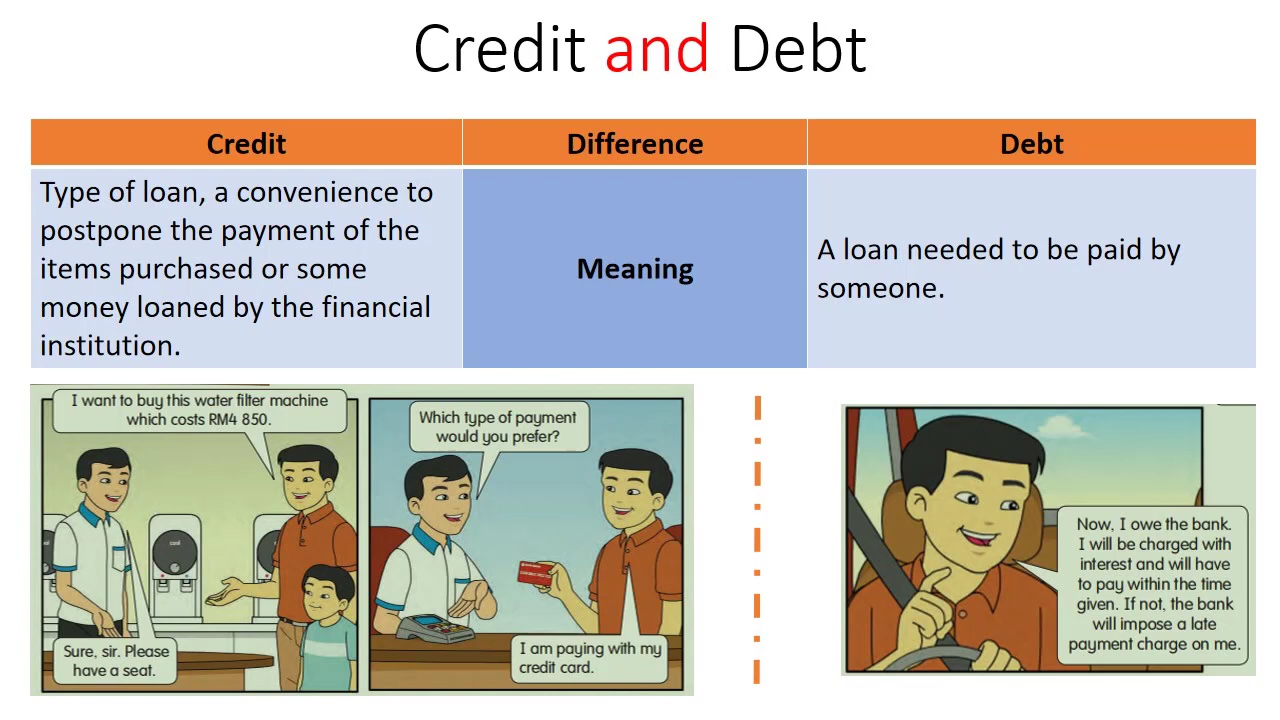 Credit and Debt
Credit
Difference
Debt
Type of loan, a convenience to
postpone the payment of the
items purchased or some
money loaned by the financial
institution.
Meaning
A loan needed to be paid by
someone.
I want to buy this water filter machine
which costs RM4 850.
Sure, sir. Please
have a seat.
Which type of payment
would you prefer?
I am paying with my
credit card.
Now, I owe the bank.
I will be charged with
interest and will have
to pay within the time
given. If not, the bank
will impose a late
payment charge on me.